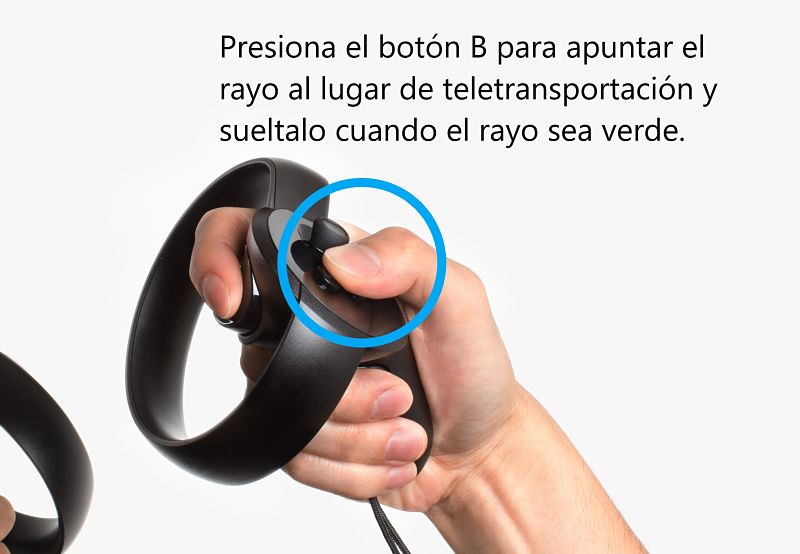 Presiona el botón B para apuntar el
rayo al lugar de teletransportación y
sueltalo cuando el rayo sea verde.